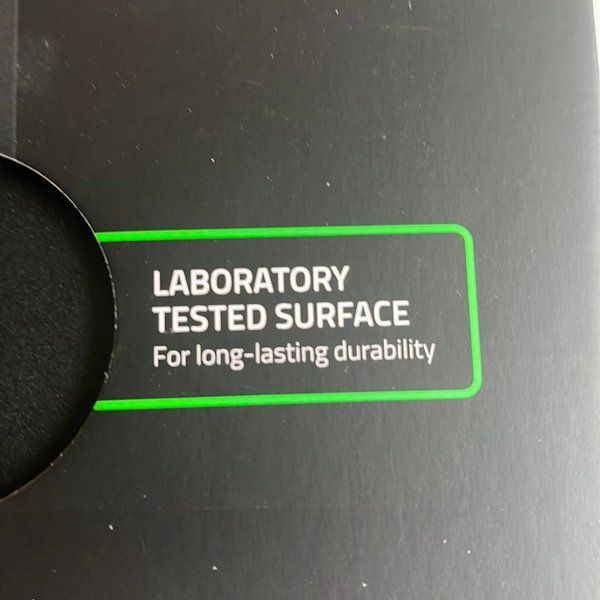 LABORATORY
TESTED SURFACE
For long-lasting durability